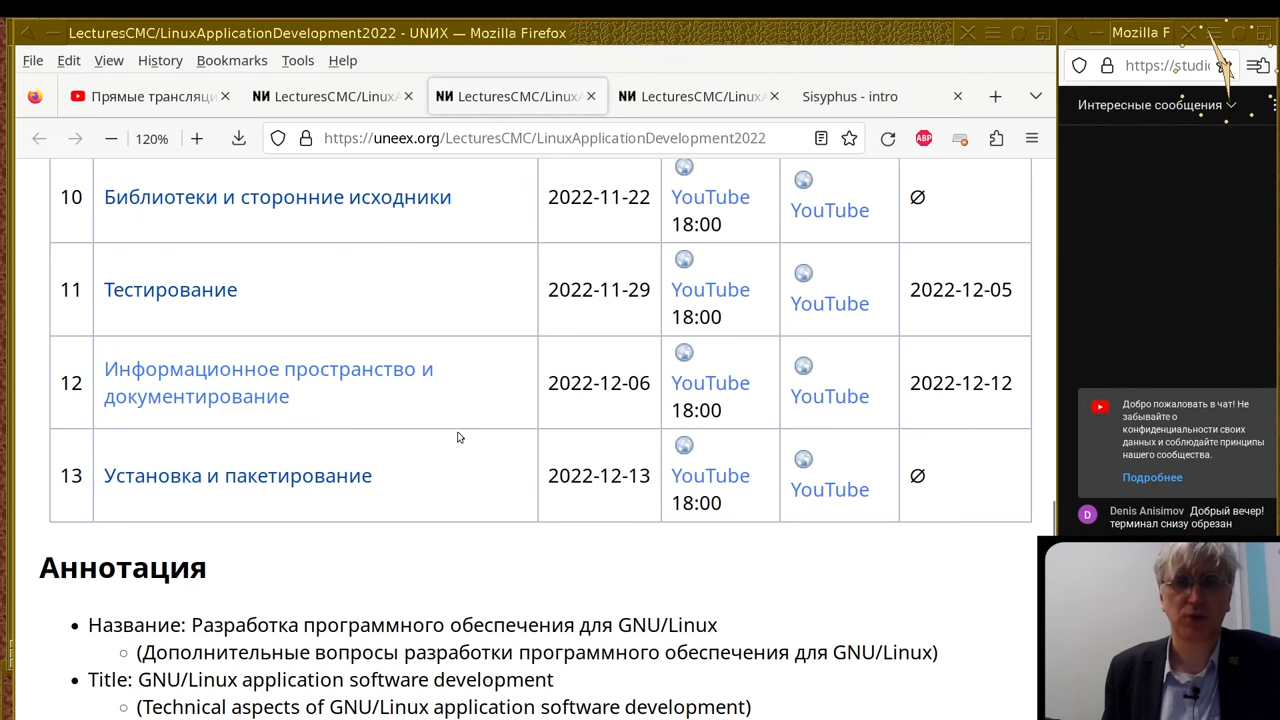 LecturesCMC/LinuxApplicationDevelopment2022 - UNИX — Mozilla Firefox
Mozilla F
File Edit View History Bookmarks Tools Help
https://studi
Прямые трансляци
LecturesCMC/LinuxA
LecturesCMC/LinuxA
LecturesCMC/LinuxA
Sisyphus - intro
Интересные сообщения
120%
https://uneex.org/LecturesCMC/LinuxApplicationDevelopment2022
ABP
10 Библиотеки и сторонние исходники 2022-11-22 YouTube 18:00 YouTube Ø
11 Тестирование 2022-11-29 YouTube 18:00 YouTube 2022-12-05
12 Информационное пространство и документирование 2022-12-06 YouTube 18:00 YouTube 2022-12-12
13 Установка и пакетирование 2022-12-13 YouTube 18:00 YouTube Ø
Добро пожаловать в чат! Не
забывайте о
конфиденциальности своих
данных и соблюдайте принципы
нашего сообщества.
Подробнее
D Denis Anisimov Добрый вечер!
терминал снизу обрезан
Аннотация
• Название: Разработка программного обеспечения для GNU/Linux
○ (Дополнительные вопросы разработки программного обеспечения для GNU/Linux)
• Title: GNU/Linux application software development
○ (Technical aspects of GNU/Linux application software development)